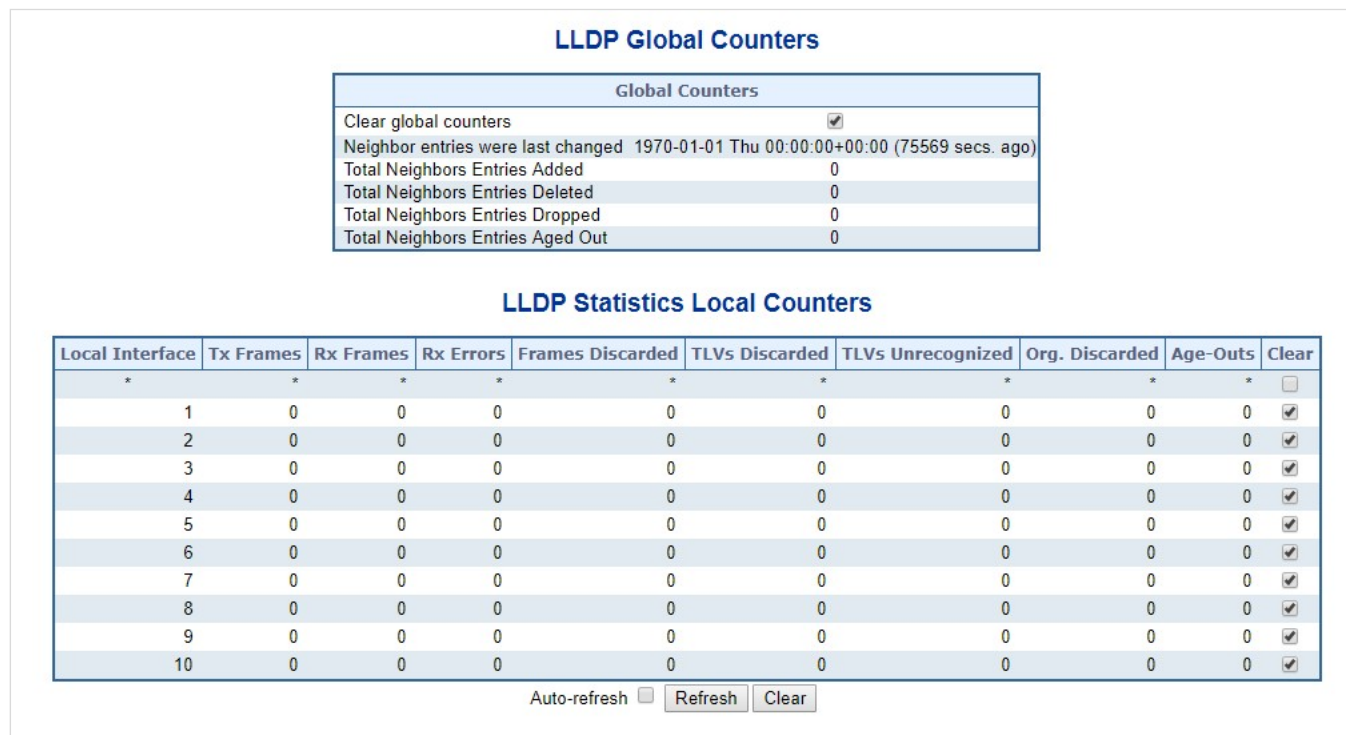 LLDP Global Counters
Global Counters
Clear global counters
Neighbor entries were last changed 1970-01-01 Thu 00:00:00+00:00 (75569 secs. ago)
Total Neighbors Entries Added 0
Total Neighbors Entries Deleted 0
Total Neighbors Entries Dropped 0
Total Neighbors Entries Aged Out 0
LLDP Statistics Local Counters
Local Interface Tx Frames Rx Frames Rx Errors Frames Discarded TLVs Discarded TLVs Unrecognized Org. Discarded Age-Outs Clear
* * * * * * * * *
1 0 0 0 0 0 0 0 0
2 0 0 0 0 0 0 0 0
3 0 0 0 0 0 0 0 0
4 0 0 0 0 0 0 0 0
5 0 0 0 0 0 0 0 0
6 0 0 0 0 0 0 0 0
7 0 0 0 0 0 0 0 0
8 0 0 0 0 0 0 0 0
9 0 0 0 0 0 0 0 0
10 0 0 0 0 0 0 0 0
Auto-refresh Refresh Clear